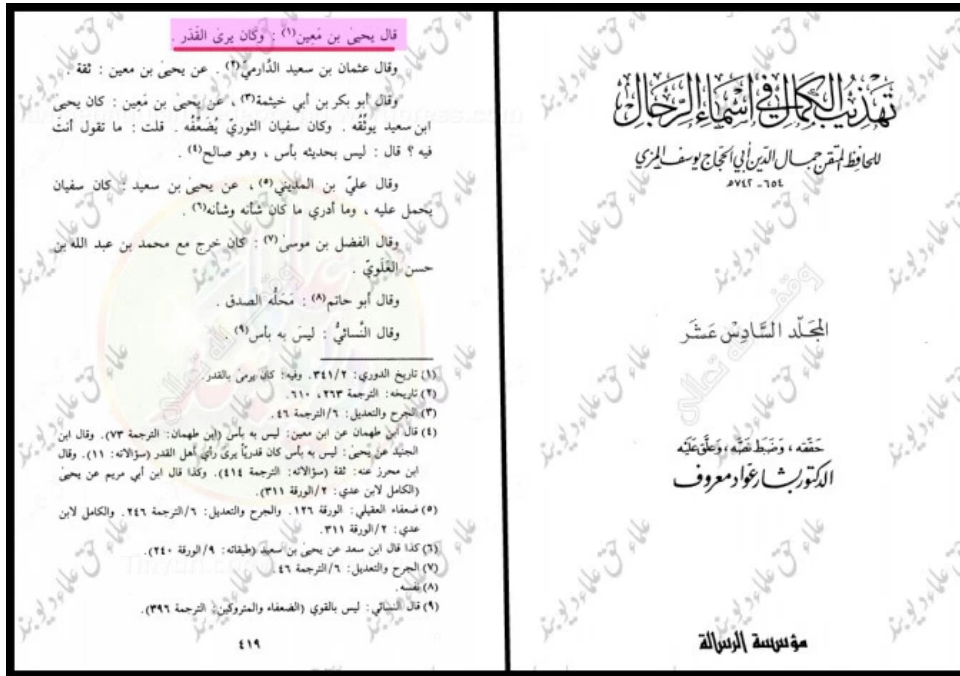 تهذيب الكمال في أسماء الرجال
للحافظ المتقن جمال الدين أبي الحجاج يوسف المزي
٦٥٤ - ٧٤٢ هـ
المجلد السادس عشر
حققه، وضبط نصه، وعلق عليه
الدكتور بشار عواد معروف
مؤسسة الرسالة
قال يحيى بن مَعِين(١) : وكان يرى القَدَر .
وقال عثمان بن سعيد الدَّارميُّ(٢) . عن يحيى بن معين : ثقة .
وقال أبو بكر بن أبي خيثمة(٣) ، عن يحيى بن مَعِين : كان يحيى
ابن سعيد يوثّقُه . وكان سفيان الثوري يُضعِّفُه . قلت : ما تقول أنت
فيه ؟ قال : ليس بحديثه بأس ، وهو صالح(٤) .
وقال عليّ بن المديني(٥) ، عن يحيى بن سعيد : كان سفيان
يحمل عليه ، وما أدري ما كان شأنه وشأنه(٦) .
وقال الفضل بن موسى(٧) : كان خرج مع محمد بن عبد الله بن
حسن العَلَويّ .
وقال أبو حاتم(٨) : مَحَلُّه الصدق .
وقال النَّسائيُّ : ليسَ به بأس(٩) .
(١) تاريخ الدوري: ٣٤١/٢. وفيه: كان يرمى بالقدر.
(٢) تاريخه: الترجمة ٢٦٣، ٦١٠.
(٣) الجرح والتعديل: ٦/الترجمة ٤٦.
(٤) قال ابن طهمان عن ابن معين: ليس به بأس (ابن طهمان: الترجمة ٧٣). وقال ابن
الجنيد عن يحيى: ليس به بأس كان قدرياً يرى رأي أهل القدر (سؤالاته: ١١). وقال
ابن محرز عنه: ثقة (سؤالاته: الترجمة ٤١٤). وكذا قال ابن أبي مريم عن يحيى
(الكامل لابن عدي: ٢/الورقة ٣١١).
(٥) ضعفاء العقيلي: الورقة ١٢٦. والجرح والتعديل: ٦/الترجمة ٢٤٦. والكامل لابن
عدي: ٢/الورقة ٣١١.
(٦) كذا قال ابن سعد عن يحيى بن سعيد (طبقاته: ٩/الورقة ٢٤٠).
(٧) الجرح والتعديل: ٦/الترجمة ٤٦.
(٨) نفسه.
(٩) قال النسائي: ليس بالقوي (الضعفاء والمتروكين: الترجمة ٣٩٦).
٤١٩